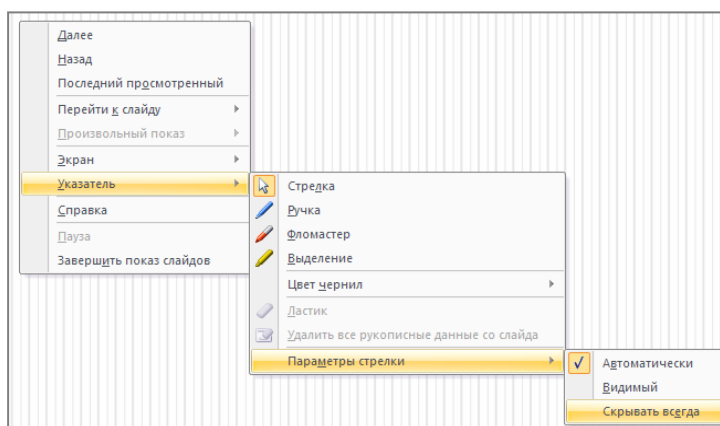 Далее
Назад
Последний просмотренный
Перейти к слайду
Произвольный показ
Экран
Указатель
Справка
Пауза
Завершить показ слайдов
Стрелка
Ручка
Фломастер
Выделение
Цвет чернил
Ластик
Удалить все рукописные данные со слайда
Параметры стрелки
Автоматически
Видимый
Скрывать всегда